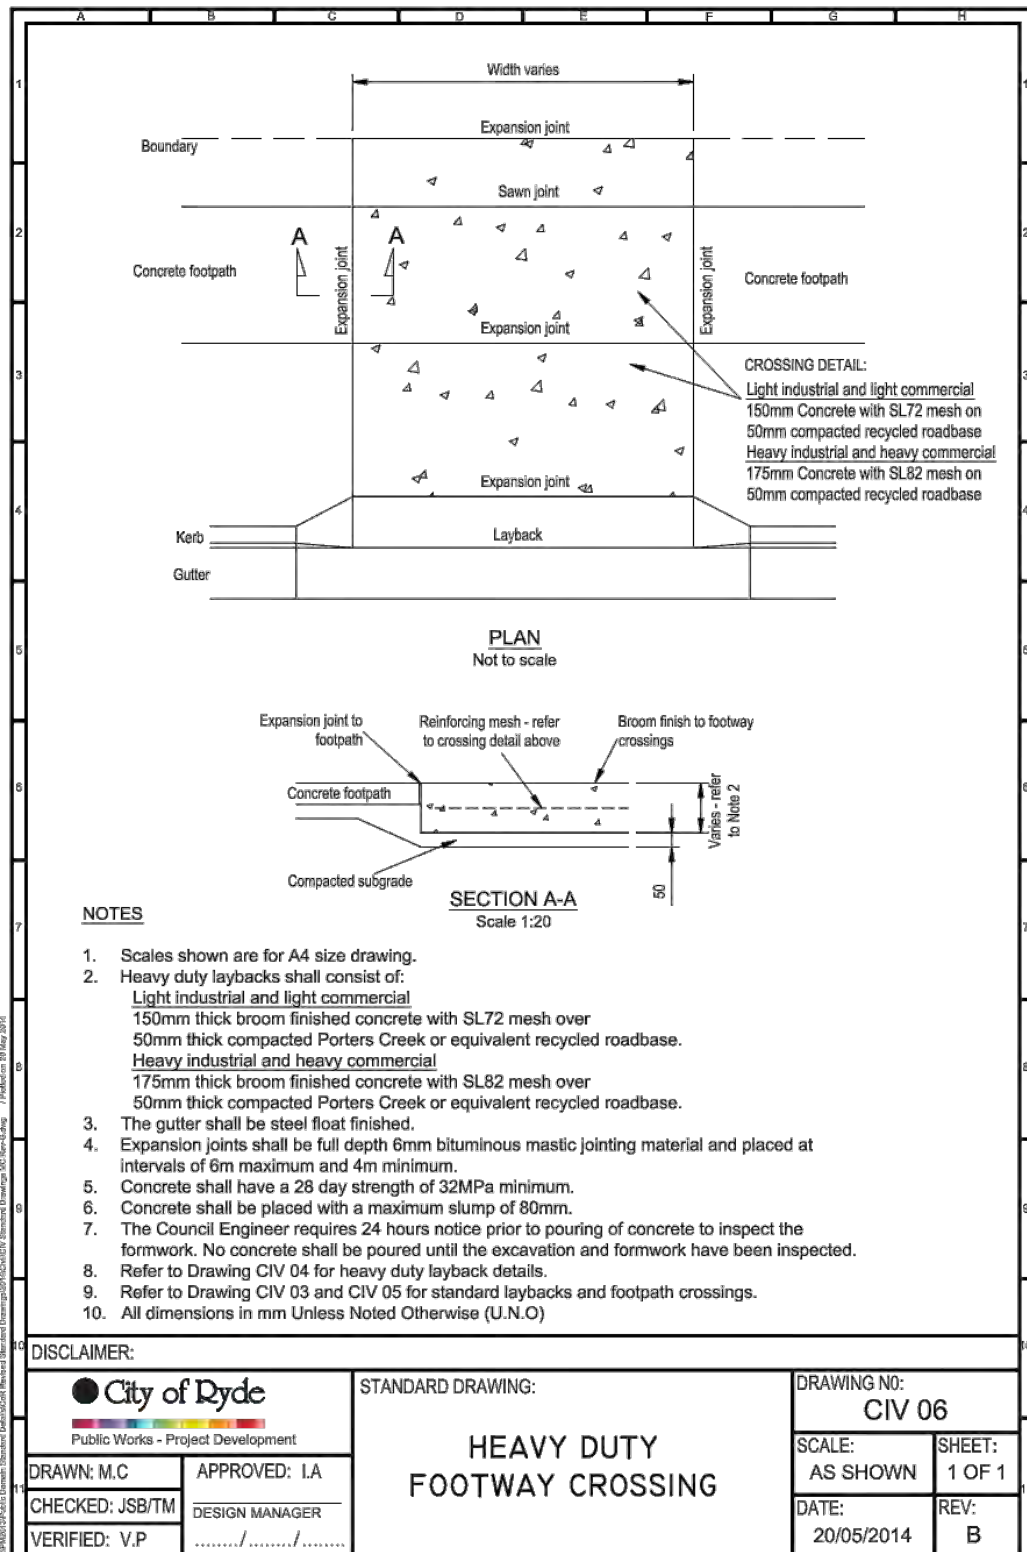 A B C D E F G H
1 1
Width varies
Expansion joint
Boundary
Sawn joint
2 2
A A
Concrete footpath
Expansion joint
Expansion joint
Concrete footpath
Expansion joint
3 3
CROSSING DETAIL:
Light industrial and light commercial
150mm Concrete with SL72 mesh on
50mm compacted recycled roadbase
Heavy industrial and heavy commercial
175mm Concrete with SL82 mesh on
50mm compacted recycled roadbase
Expansion joint
4 4
Kerb
Layback
Gutter
PLAN
Not to scale
5 5
Expansion joint to
footpath
Reinforcing mesh - refer
to crossing detail above
Broom finish to footway
crossings
6 6
Concrete footpath
Varies - refer
to Note 2
50
Compacted subgrade
SECTION A-A
Scale 1:20
7 7
NOTES
1. Scales shown are for A4 size drawing.
2. Heavy duty laybacks shall consist of:
Light industrial and light commercial
150mm thick broom finished concrete with SL72 mesh over
50mm thick compacted Porters Creek or equivalent recycled roadbase.
Heavy industrial and heavy commercial
8 8
175mm thick broom finished concrete with SL82 mesh over
50mm thick compacted Porters Creek or equivalent recycled roadbase.
3. The gutter shall be steel float finished.
4. Expansion joints shall be full depth 6mm bituminous mastic jointing material and placed at
intervals of 6m maximum and 4m minimum.
5. Concrete shall have a 28 day strength of 32MPa minimum.
9 9
6. Concrete shall be placed with a maximum slump of 80mm.
7. The Council Engineer requires 24 hours notice prior to pouring of concrete to inspect the
formwork. No concrete shall be poured until the excavation and formwork have been inspected.
8. Refer to Drawing CIV 04 for heavy duty layback details.
9. Refer to Drawing CIV 03 and CIV 05 for standard laybacks and footpath crossings.
10. All dimensions in mm Unless Noted Otherwise (U.N.O)
10
DISCLAIMER:
City of Ryde
Public Works - Project Development
STANDARD DRAWING:
HEAVY DUTY
FOOTWAY CROSSING
DRAWING N0:
CIV 06
SCALE:
AS SHOWN
SHEET:
1 OF 1
DRAWN: M.C
APPROVED: I.A
11
CHECKED: JSB/TM
DESIGN MANAGER
VERIFIED: V.P
......../......../........
DATE:
20/05/2014
REV:
B